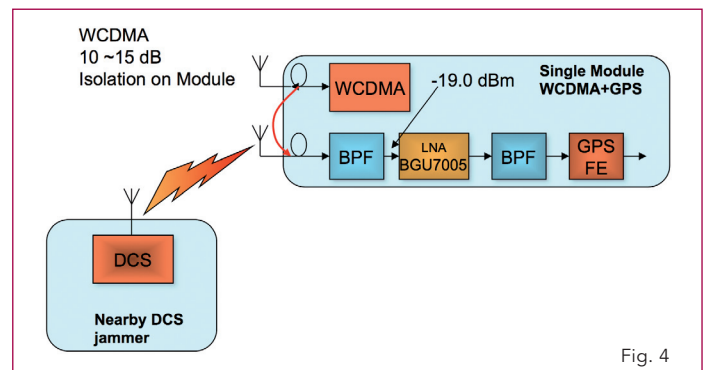 WCDMA
10 ~15 dB
Isolation on Module
WCDMA
-19.0 dBm
Single Module
WCDMA+GPS
BPF
LNA
BGU7005
BPF
GPS
FE
DCS
Nearby DCS
jammer
Fig. 4